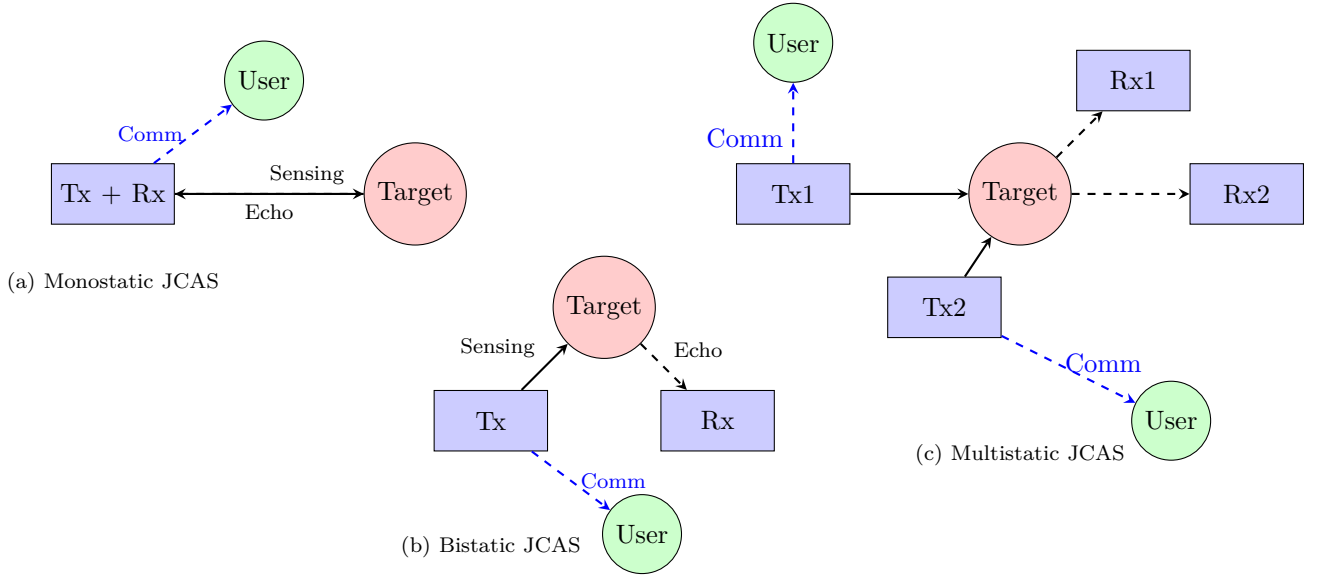 User
Comm
Tx + Rx
Sensing
Echo
Target
(a) Monostatic JCAS
Target
Sensing
Echo
Tx
Rx
Comm
User
(b) Bistatic JCAS
User
Rx1
Comm
Tx1
Target
Rx2
Tx2
Comm
User
(c) Multistatic JCAS